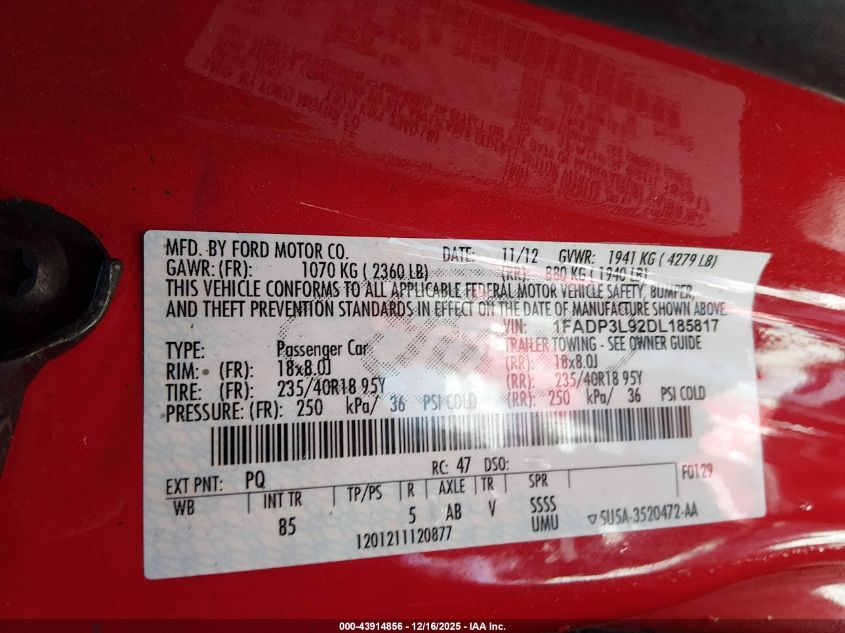 MFD. BY FORD MOTOR CO. DATE: 11/12 GVWR: 1941 KG ( 4279 LB)
GAWR: (FR): 1070 KG ( 2360 LB) (RR): 880 KG ( 1940 LB)
THIS VEHICLE CONFORMS TO ALL APPLICABLE FEDERAL MOTOR VEHICLE SAFETY, BUMPER,
AND THEFT PREVENTION STANDARDS IN EFFECT ON THE DATE OF MANUFACTURE SHOWN ABOVE.
VIN: 1FADP3L92DL185817
TYPE: Passenger Car TRAILER TOWING - SEE OWNER GUIDE
RIM: (FR): 18x8.0J (RR): 18x8.0J
TIRE: (FR): 235/40R18 95Y (RR): 235/40R18 95Y
PRESSURE: (FR): 250 kPa/ 36 PSI COLD (RR): 250 kPa/ 36 PSI COLD
RC: 47 DSO: F0129
EXT PNT: PQ
WB INT TR TP/PS R AXLE TR SPR
85 5 AB V SSSS
UMU
1201211120877 ▽5U5A-3520472-AA
000-43914856 - 12/16/2025 - IAA Inc.